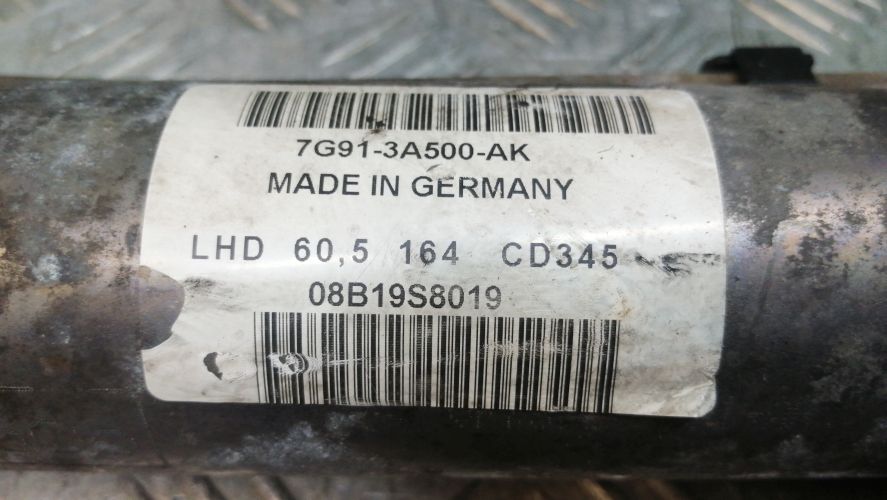 7G91-3A500-AK
MADE IN GERMANY
LHD 60,5 164 CD345
08B19S8019